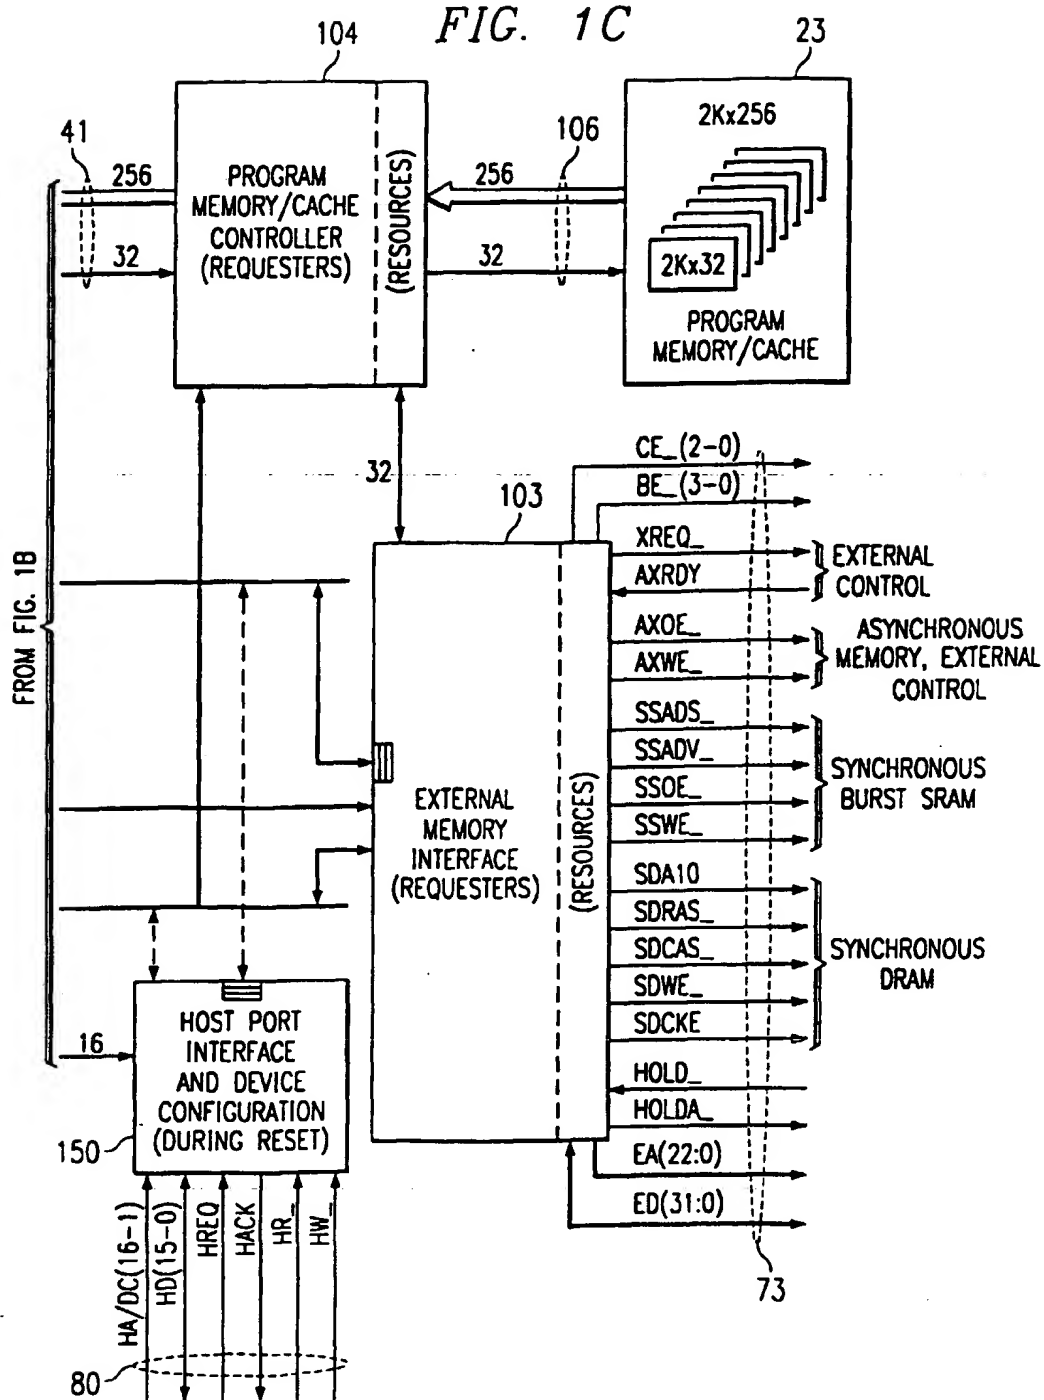 FIG. 1C
104
23
41
256
32
PROGRAM
MEMORY/CACHE
CONTROLLER
(REQUESTERS)
(RESOURCES)
106
256
32
2Kx256
2Kx32
PROGRAM
MEMORY/CACHE
32
103
FROM FIG. 1B
EXTERNAL
MEMORY
INTERFACE
(REQUESTERS)
(RESOURCES)
CE_(2-0)
BE_(3-0)
XREQ_
AXRDY
EXTERNAL
CONTROL
AXOE_
AXWE_
ASYNCHRONOUS
MEMORY, EXTERNAL
CONTROL
SSADS_
SSADV_
SSOE_
SSWE_
SYNCHRONOUS
BURST SRAM
SDA10
SDRAS_
SDCAS_
SDWE_
SDCKE
SYNCHRONOUS
DRAM
HOLD_
HOLDA_
EA(22:0)
ED(31:0)
73
16
HOST PORT
INTERFACE
AND DEVICE
CONFIGURATION
(DURING RESET)
150
HA/DC(16-1)
HD(15-0)
HREQ
HACK
HR_
HW_
80